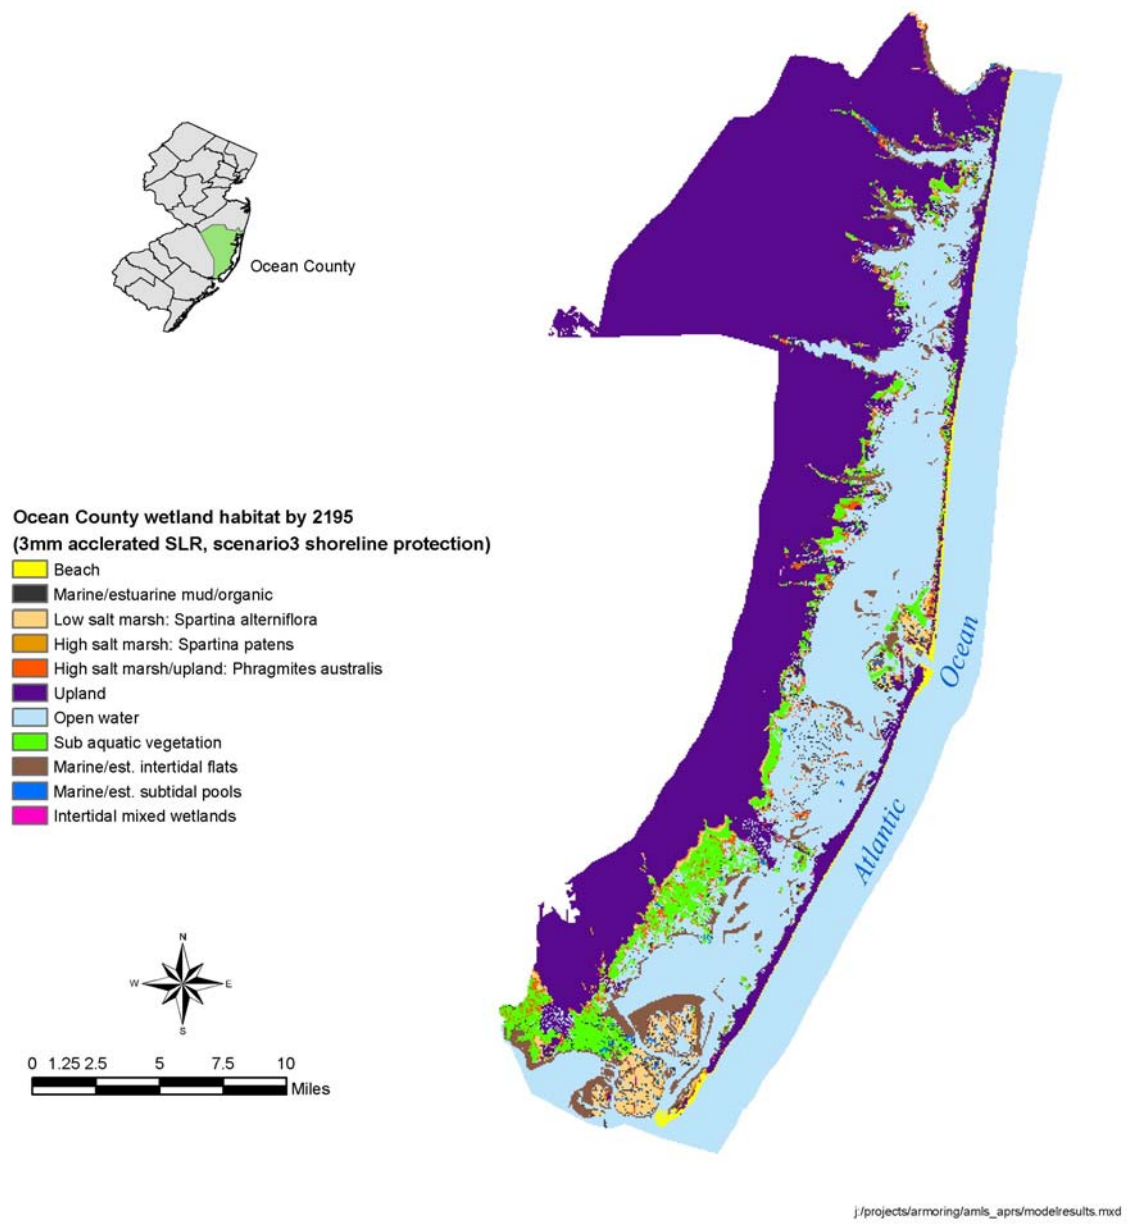 Ocean County
Ocean County wetland habitat by 2195
(3mm acclerated SLR, scenario3 shoreline protection)
Beach
Marine/estuarine mud/organic
Low salt marsh: Spartina alterniflora
High salt marsh: Spartina patens
High salt marsh/upland: Phragmites australis
Upland
Open water
Sub aquatic vegetation
Marine/est. intertidal flats
Marine/est. subtidal pools
Intertidal mixed wetlands
Atlantic
Ocean
N
W E
S
0 1.25 2.5 5 7.5 10
Miles
j:/projects/armoring/amls_aprs/modelresults.mxd